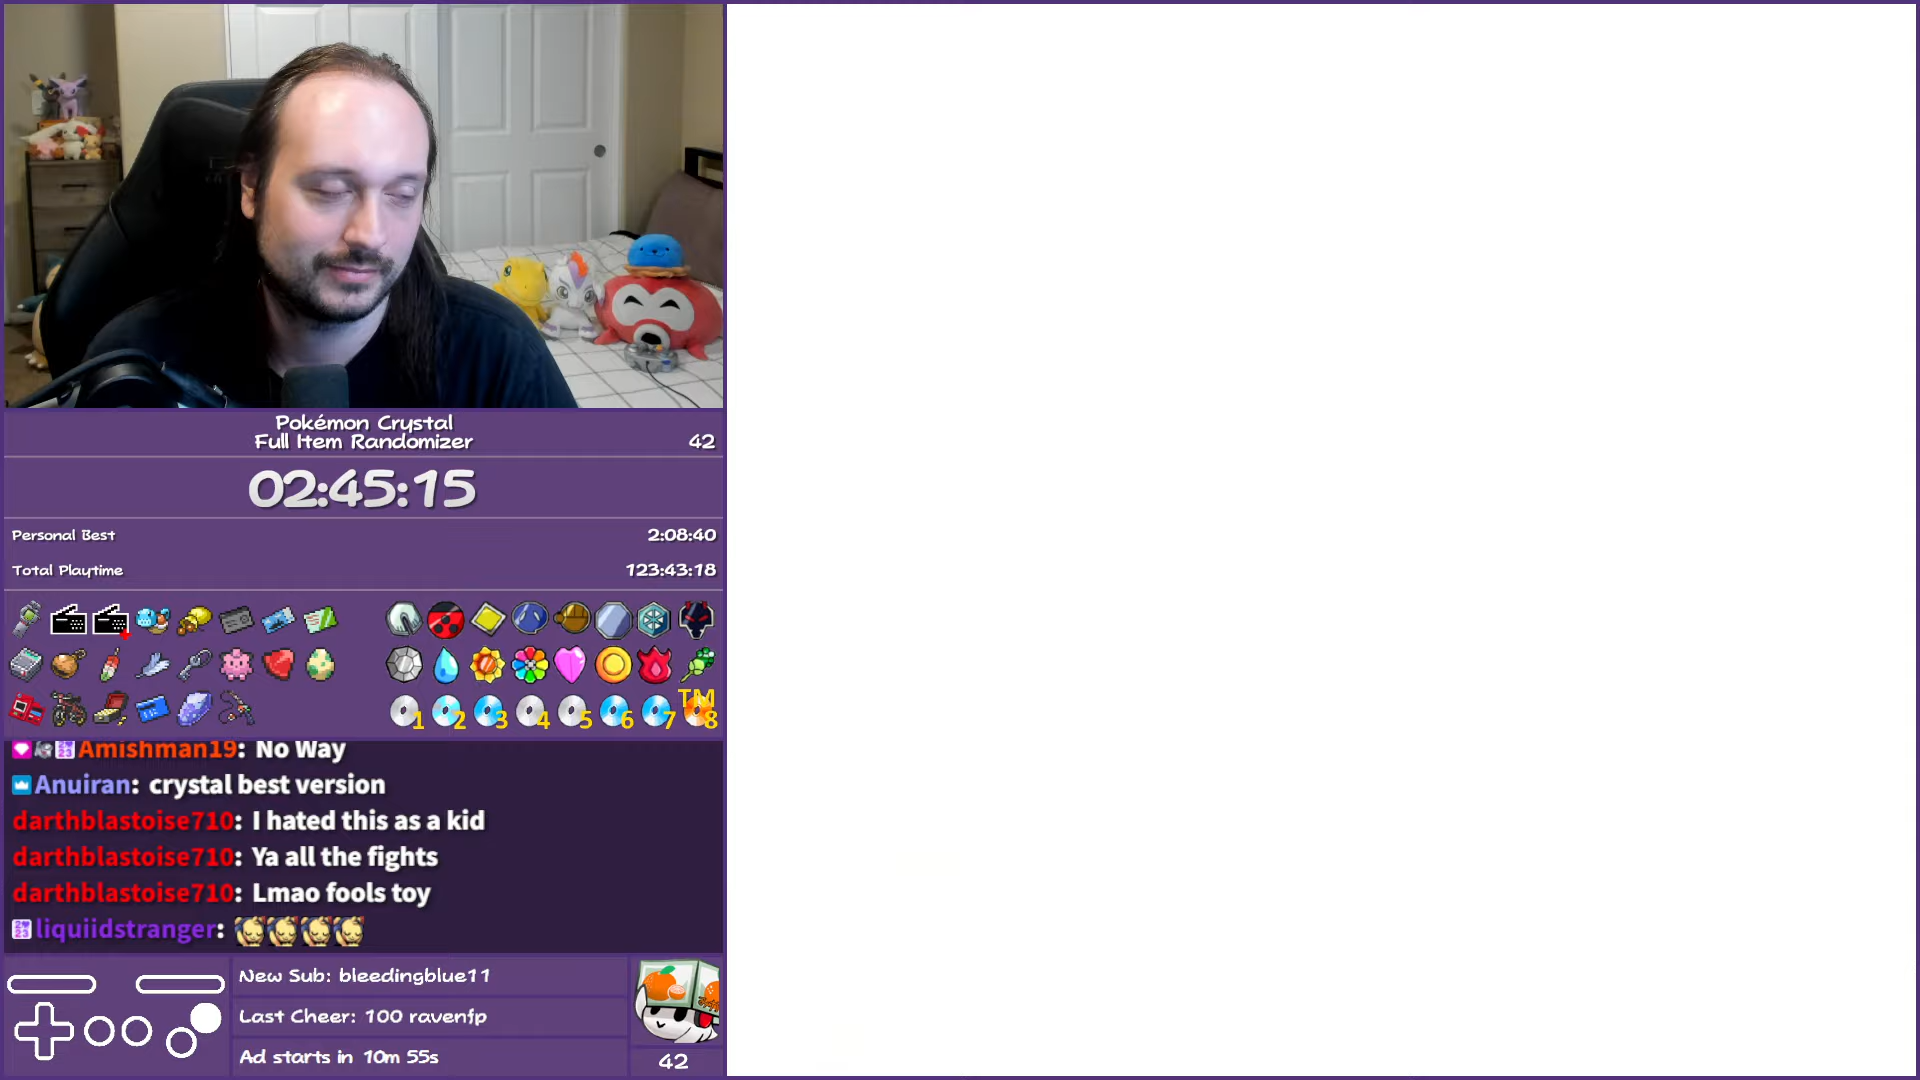 Pokémon Crystal
Full Item Randomizer
42
02:45:15
Personal Best 2:08:40
Total Playtime 123:43:18
TM
1 2 3 4 5 6 7 8
Amishman19: No Way
Anuiran: crystal best version
darthblastoise710: I hated this as a kid
darthblastoise710: Ya all the fights
darthblastoise710: Lmao fools toy
liquiidstranger:
New Sub: bleedingblue11
Last Cheer: 100 ravenfp
Ad starts in 10m 55s
42